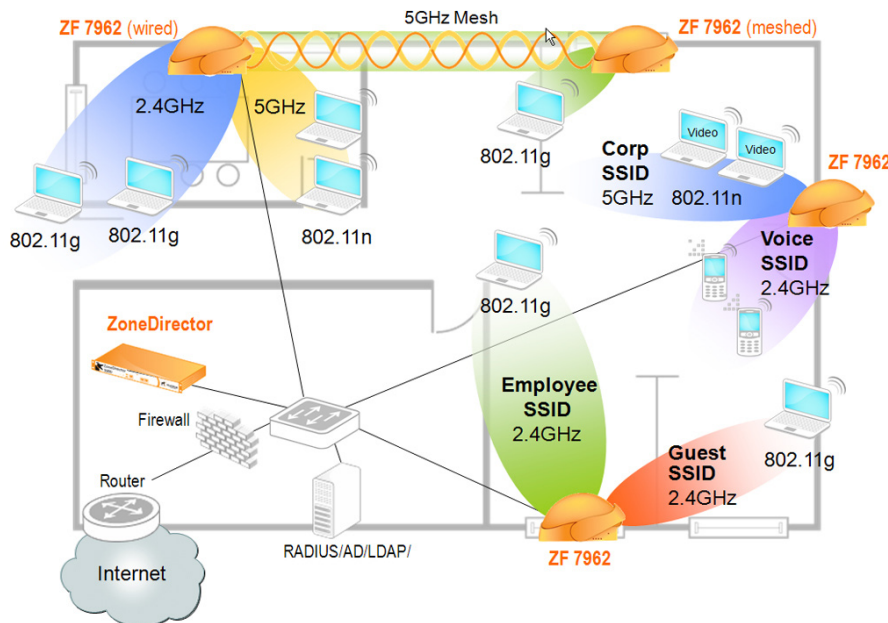 5GHz Mesh
ZF 7962 (wired)
ZF 7962 (meshed)
2.4GHz
5GHz
802.11g
802.11g
802.11n
802.11g
Corp
SSID
5GHz
Video
Video
802.11n
ZF 7962
Voice
SSID
2.4GHz
802.11g
ZoneDirector
Firewall
Router
Internet
RADIUS/AD/LDAP/
Employee
SSID
2.4GHz
Guest
SSID
2.4GHz
802.11g
ZF 7962